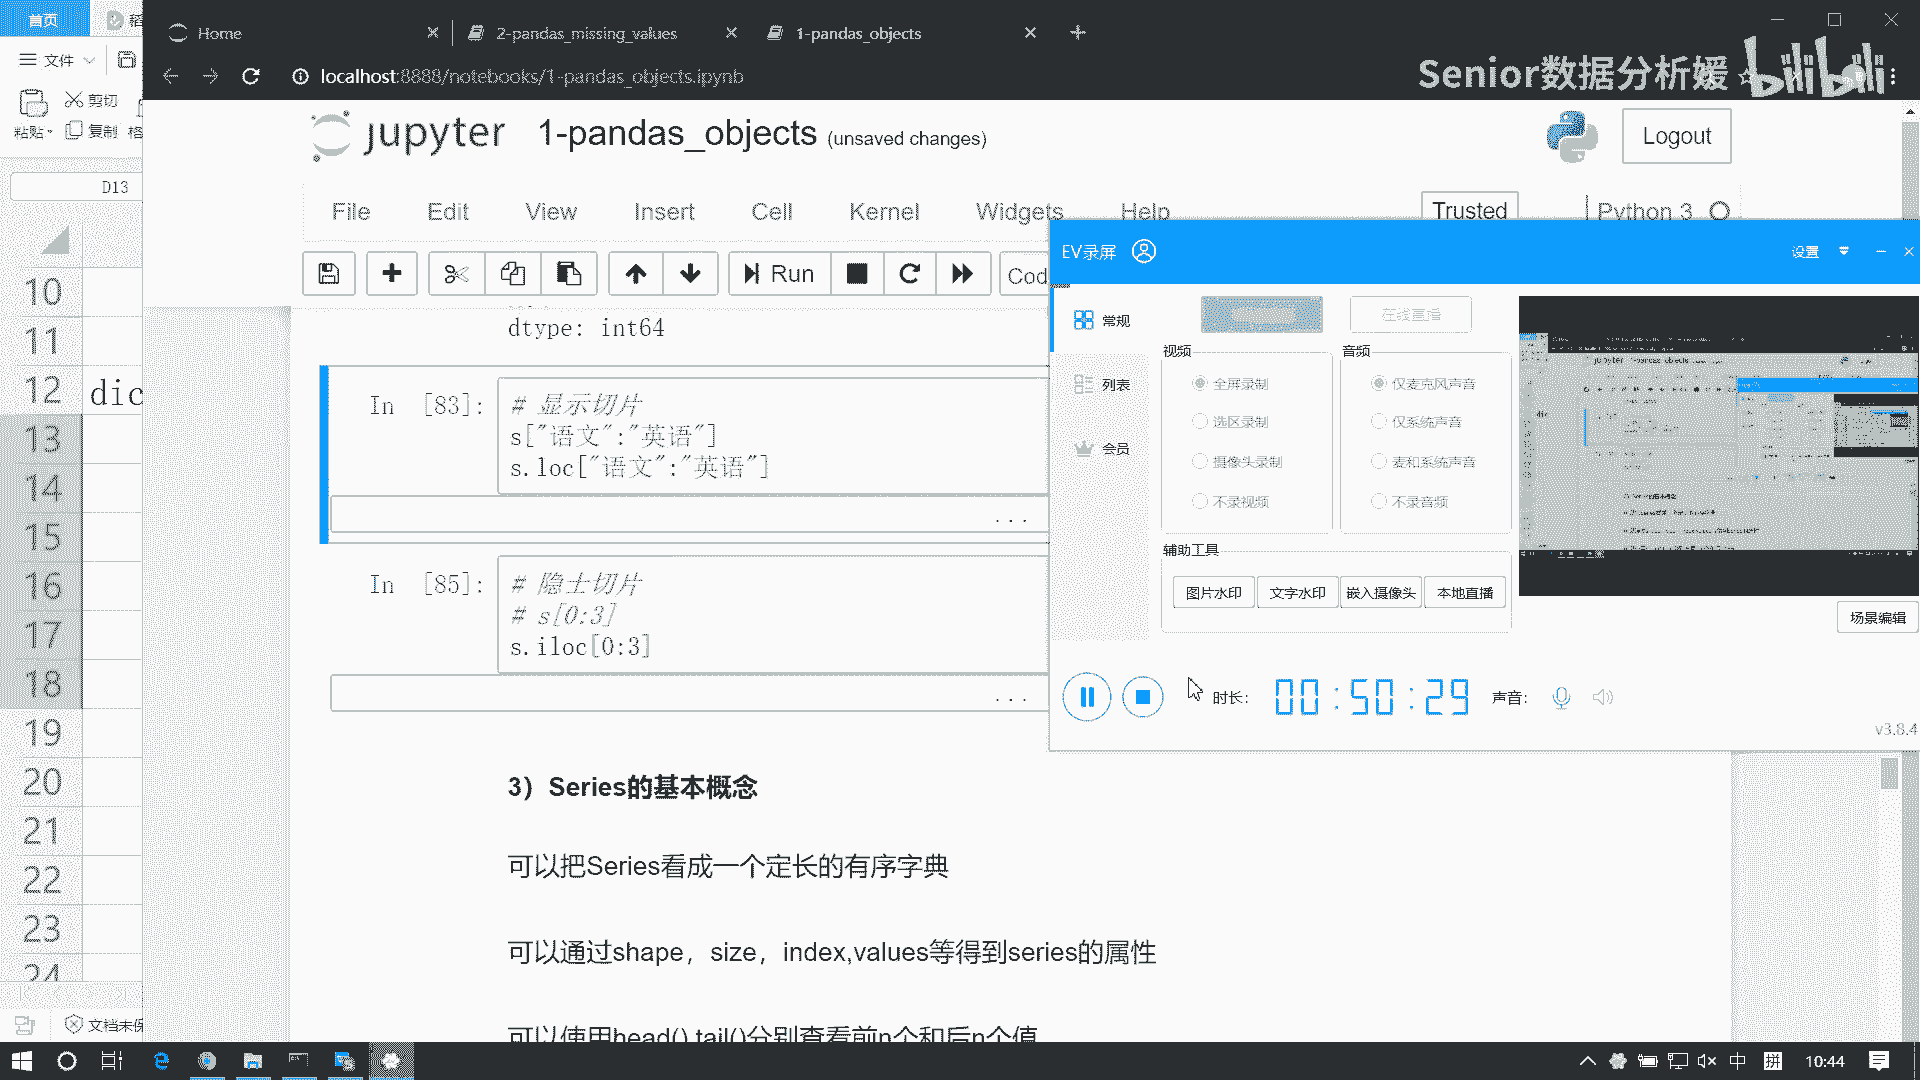 首页
稻
Home
2-pandas_missing_values
1-pandas_objects
localhost:8888/notebooks/1-pandas_objects.ipynb
Senior数据分析媛
bilibili
文件
剪切
粘贴
复制
格
D13
jupyter
1-pandas_objects (unsaved changes)
Logout
File
Edit
View
Insert
Cell
Kernel
Widgets
Help
Trusted
Python 3
Run
Cod
10
11
12
dic
13
14
15
16
17
18
19
20
21
22
23
24
dtype: int64
In [83]:
# 显示切片
s["语文":"英语"]
s.loc["语文":"英语"]
...
In [85]:
# 隐士切片
# s[0:3]
s.iloc[0:3]
...
3）Series的基本概念
可以把Series看成一个定长的有序字典
可以通过shape，size，index,values等得到series的属性
可以使用head(),tail()分别查看前n个和后n个值
EV录屏
设置
常规
列表
会员
在线直播
视频
全屏录制
选区录制
摄像头录制
不录视频
音频
仅麦克风声音
仅系统声音
麦和系统声音
不录音频
辅助工具
图片水印
文字水印
嵌入摄像头
本地直播
场景编辑
时长:
00:50:29
声音:
v3.8.4
文档未保
中
拼
10:44